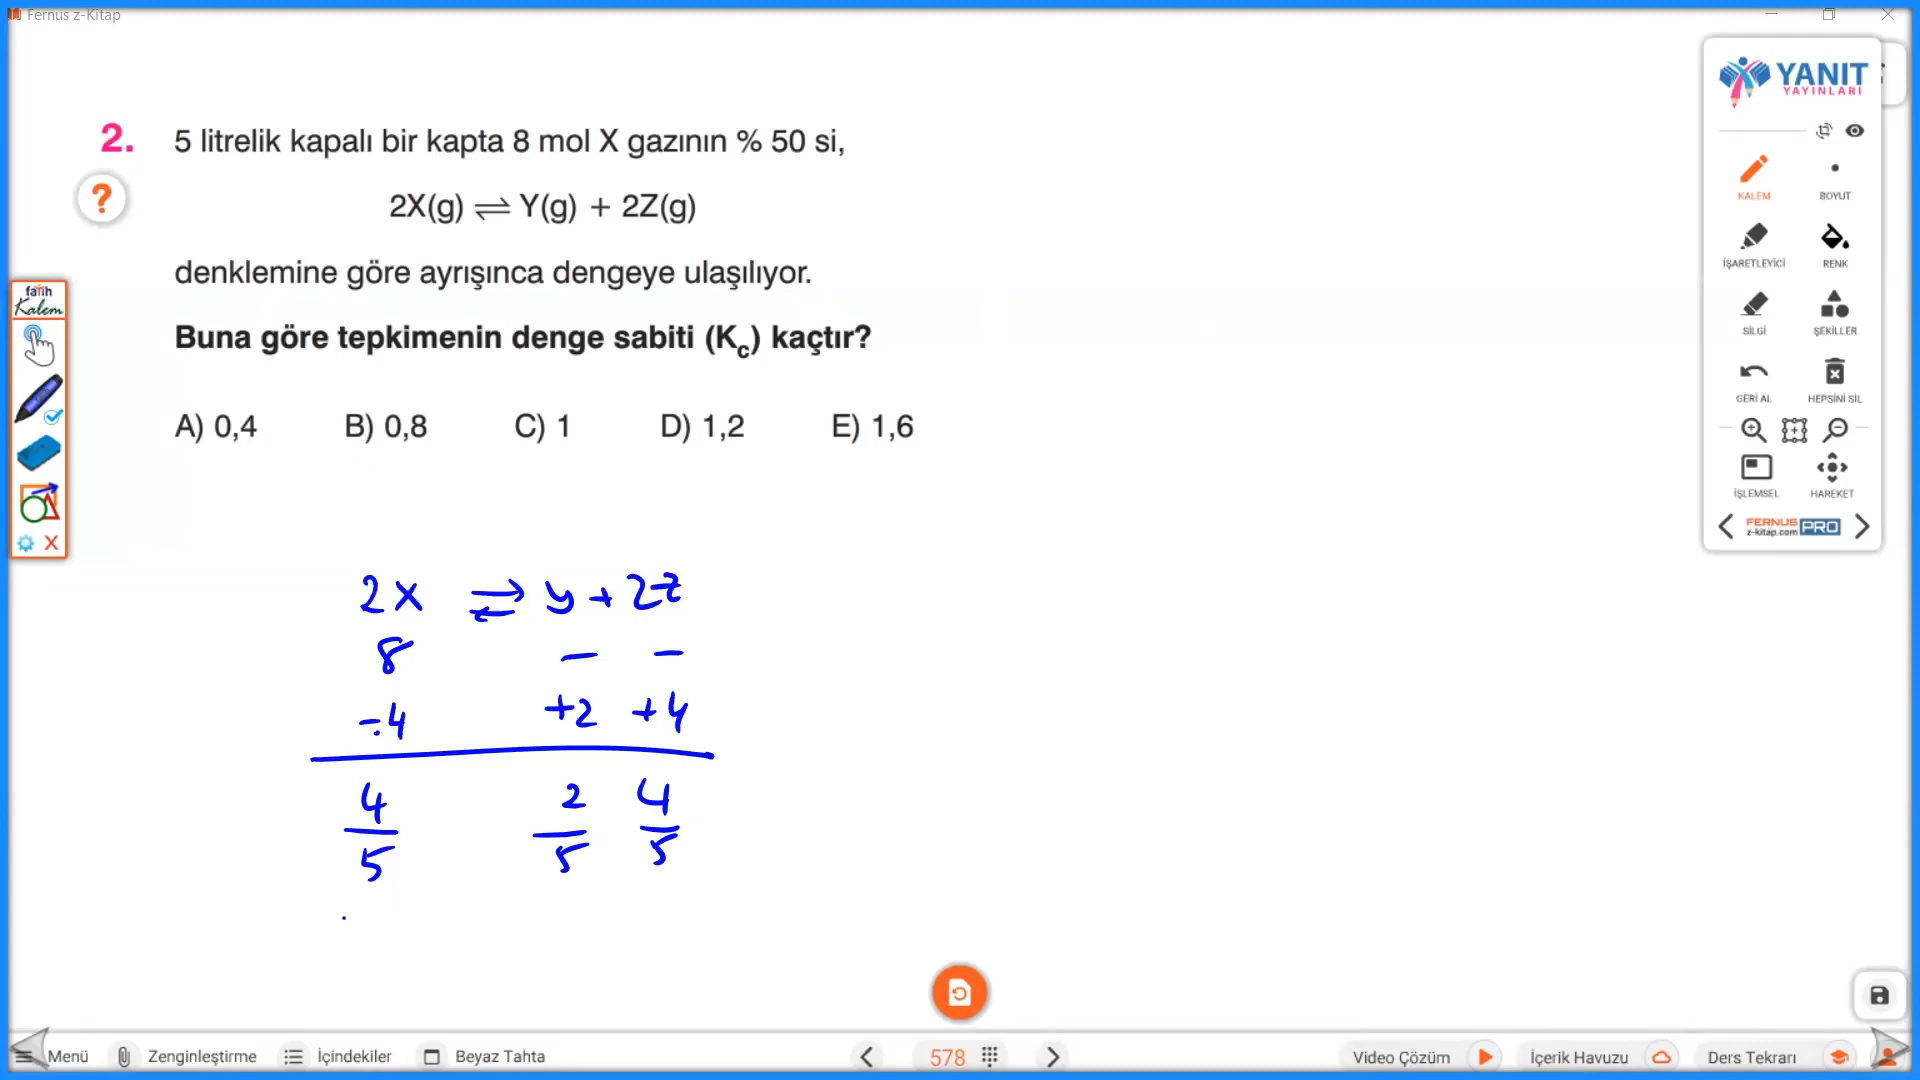 Fernus z-Kitap
YANIT
YAYINLARI
2. 5 litrelik kapalı bir kapta 8 mol X gazının % 50 si,
?
2X(g) ⇌ Y(g) + 2Z(g)
denklemine göre ayrışınca dengeye ulaşılıyor.
Buna göre tepkimenin denge sabiti (Kc) kaçtır?
A) 0,4 B) 0,8 C) 1 D) 1,2 E) 1,6
fatih
Kalem
KALEM BOYUT
İŞARETLEYİCİ RENK
SİLGİ ŞEKİLLER
GERİ AL HEPSİNİ SİL
İŞLEMSEL HAREKET
FERNUS PRO
z-kitap.com
2X ⇌ y + 2z
8 – –
-4 +2 +4
4/5 2/5 4/5
Menü Zenginleştirme İçindekiler Beyaz Tahta 578 Video Çözüm İçerik Havuzu Ders Tekrarı